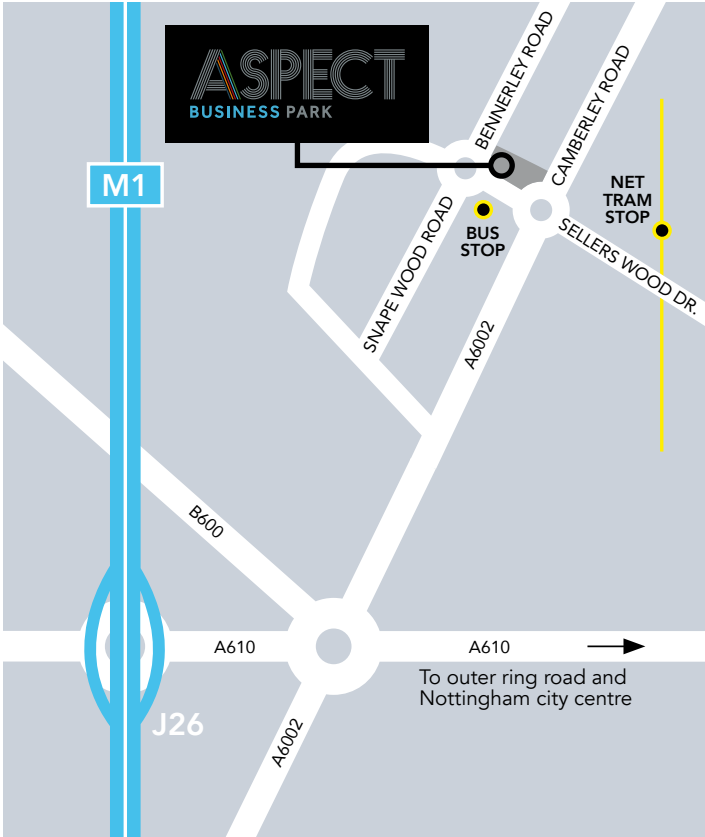 ASPECT
BUSINESS PARK
BENNERLEY ROAD
CAMBERLEY ROAD
M1
NET
TRAM
STOP
BUS
STOP
SNAPE WOOD ROAD
SELLERS WOOD DR.
A6002
B600
A610
A610
To outer ring road and
Nottingham city centre
J26
A6002